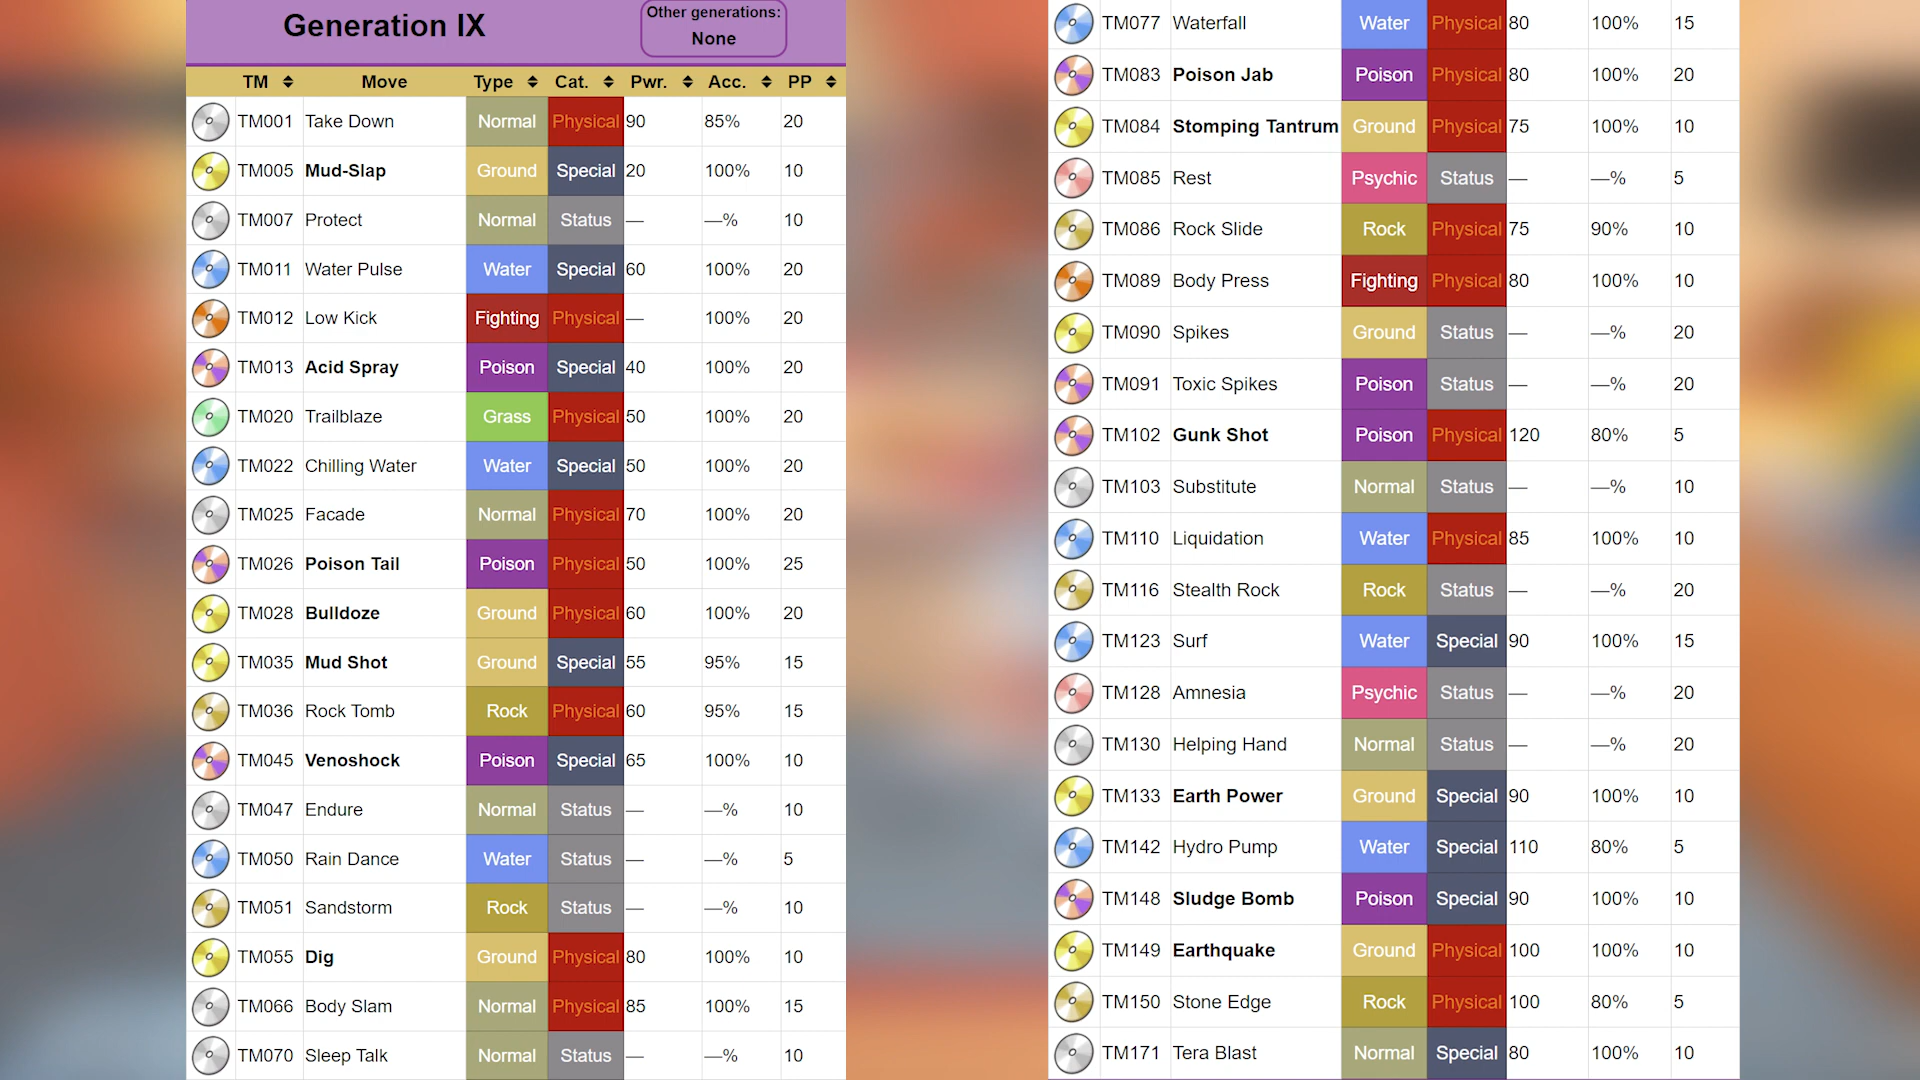 Generation IX
Other generations:
None
TM Move Type Cat. Pwr. Acc. PP
TM001 Take Down Normal Physical 90 85% 20
TM005 Mud-Slap Ground Special 20 100% 10
TM007 Protect Normal Status — —% 10
TM011 Water Pulse Water Special 60 100% 20
TM012 Low Kick Fighting Physical — 100% 20
TM013 Acid Spray Poison Special 40 100% 20
TM020 Trailblaze Grass Physical 50 100% 20
TM022 Chilling Water Water Special 50 100% 20
TM025 Facade Normal Physical 70 100% 20
TM026 Poison Tail Poison Physical 50 100% 25
TM028 Bulldoze Ground Physical 60 100% 20
TM035 Mud Shot Ground Special 55 95% 15
TM036 Rock Tomb Rock Physical 60 95% 15
TM045 Venoshock Poison Special 65 100% 10
TM047 Endure Normal Status — —% 10
TM050 Rain Dance Water Status — —% 5
TM051 Sandstorm Rock Status — —% 10
TM055 Dig Ground Physical 80 100% 10
TM066 Body Slam Normal Physical 85 100% 15
TM070 Sleep Talk Normal Status — —% 10
TM077 Waterfall Water Physical 80 100% 15
TM083 Poison Jab Poison Physical 80 100% 20
TM084 Stomping Tantrum Ground Physical 75 100% 10
TM085 Rest Psychic Status — —% 5
TM086 Rock Slide Rock Physical 75 90% 10
TM089 Body Press Fighting Physical 80 100% 10
TM090 Spikes Ground Status — —% 20
TM091 Toxic Spikes Poison Status — —% 20
TM102 Gunk Shot Poison Physical 120 80% 5
TM103 Substitute Normal Status — —% 10
TM110 Liquidation Water Physical 85 100% 10
TM116 Stealth Rock Rock Status — —% 20
TM123 Surf Water Special 90 100% 15
TM128 Amnesia Psychic Status — —% 20
TM130 Helping Hand Normal Status — —% 20
TM133 Earth Power Ground Special 90 100% 10
TM142 Hydro Pump Water Special 110 80% 5
TM148 Sludge Bomb Poison Special 90 100% 10
TM149 Earthquake Ground Physical 100 100% 10
TM150 Stone Edge Rock Physical 100 80% 5
TM171 Tera Blast Normal Special 80 100% 10